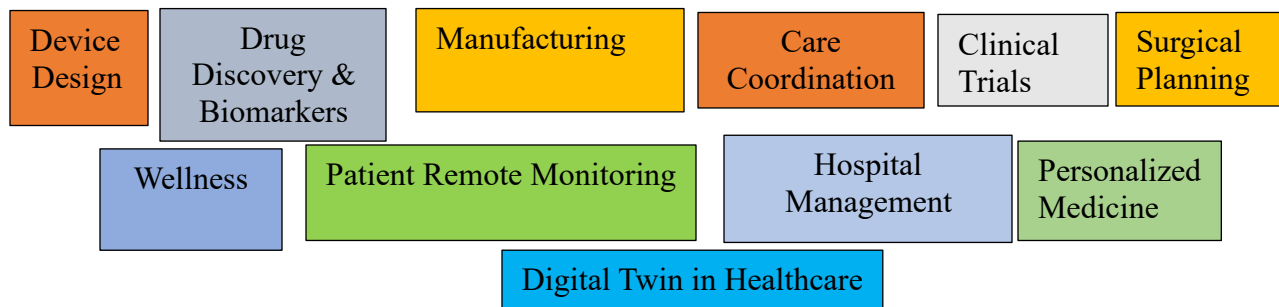 Device
Design
Drug
Discovery &
Biomarkers
Manufacturing
Care
Coordination
Clinical
Trials
Surgical
Planning
Wellness
Patient Remote Monitoring
Hospital
Management
Personalized
Medicine
Digital Twin in Healthcare